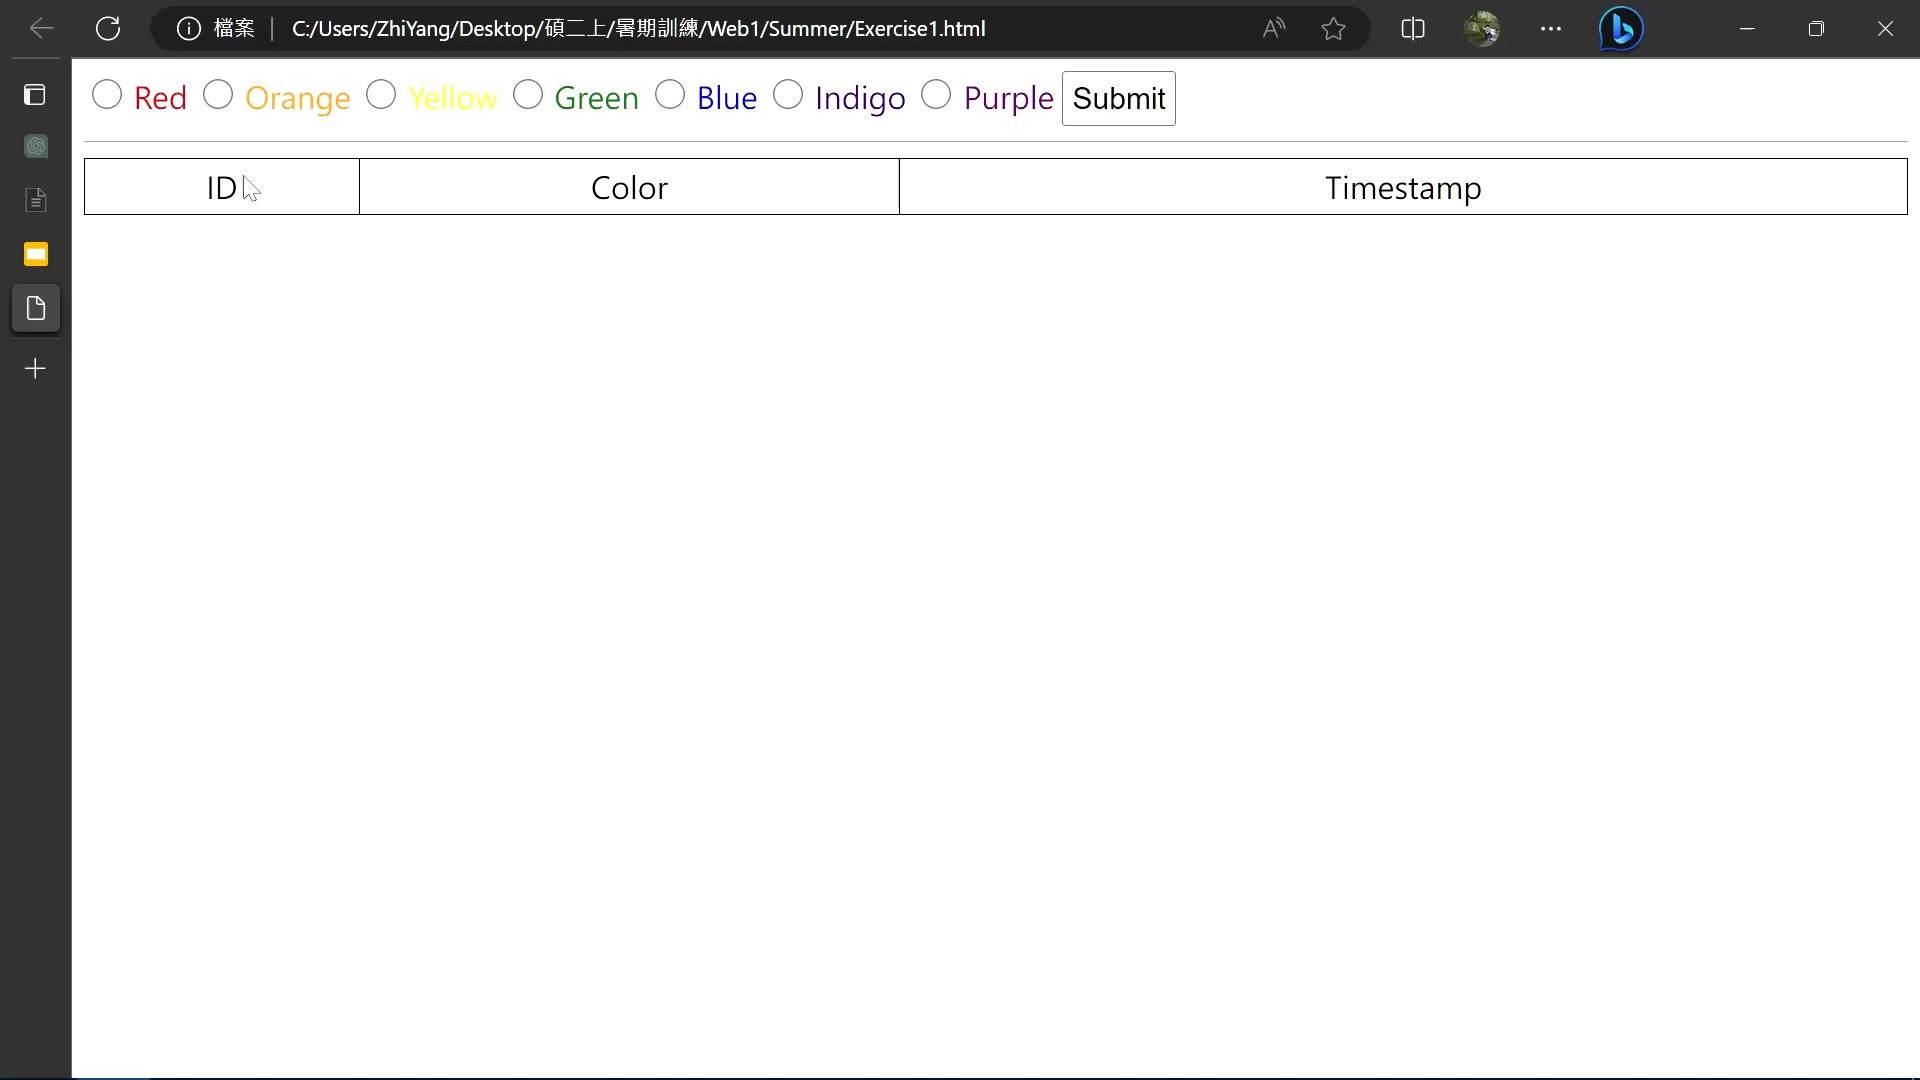 檔案 | C:/Users/ZhiYang/Desktop/碩二上/暑期訓練/Web1/Summer/Exercise1.html
Red Orange Yellow Green Blue Indigo Purple Submit
ID Color Timestamp